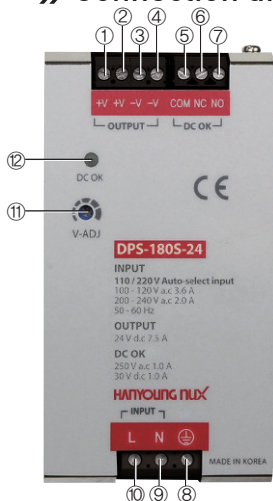 ① ② ③ ④ ⑤ ⑥ ⑦
+V +V −V −V COM NC NO
OUTPUT DC OK
⑫
DC OK
⑪
V-ADJ
DPS-180S-24
INPUT
110 / 220 V Auto-select input
100 - 120 V a.c 3.6 A
200 - 240 V a.c 2.0 A
50 - 60 Hz
OUTPUT
24 V d.c 7.5 A
DC OK
250 V a.c 1.0 A
30 V d.c 1.0 A
HANYOUNG NUX
INPUT
L N
MADE IN KOREA
⑩ ⑨ ⑧